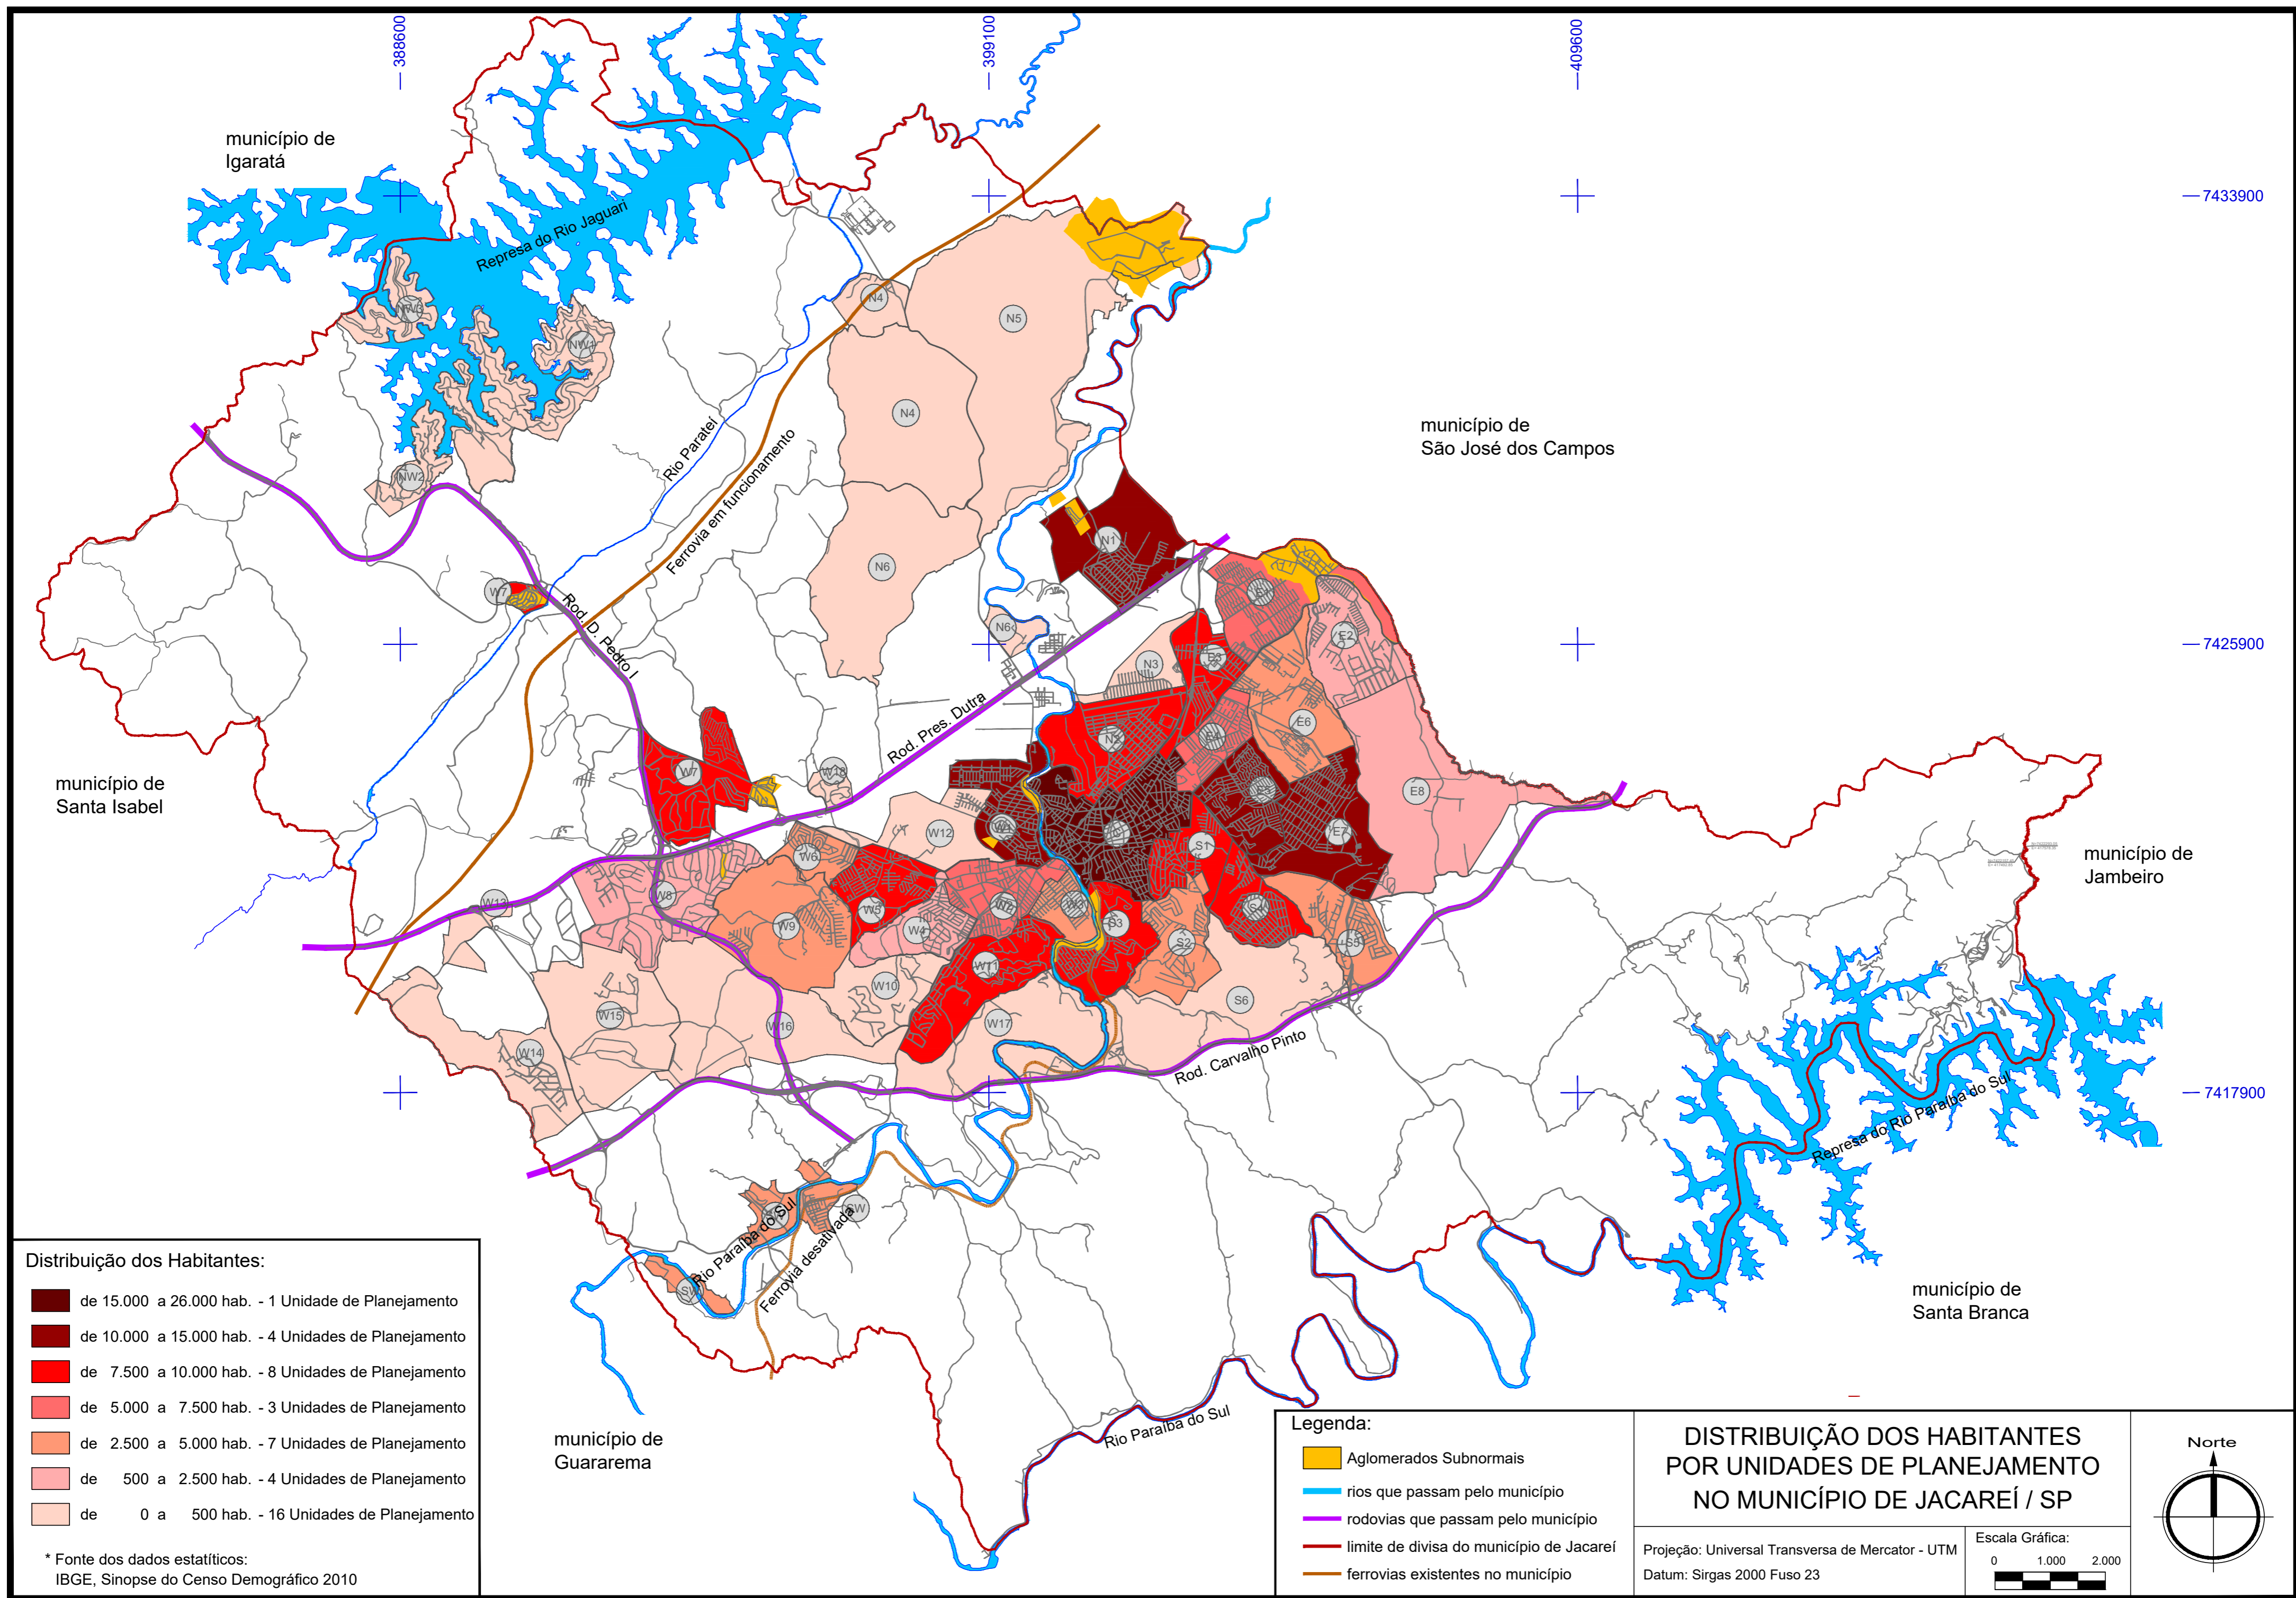 388600
399100
409600
7433900
7425900
7417900
município de
Igaratá
Represa do Rio Jaguari
município de
São José dos Campos
Rio Parateí
Ferrovia em funcionamento
Rod. D. Pedro I
Rod. Pres. Dutra
município de
Santa Isabel
município de
Jambeiro
Rod. Carvalho Pinto
Represa do Rio Paraíba do Sul
município de
Santa Branca
Rio Paraíba do Sul
Ferrovia desativada
município de
Guararema
Rio Paraíba do Sul
NW3
NW1
NW2
N4
N5
N4
N6
N6
N1
N3
N2
E2
E3
E6
E7
E8
W7
W7
W18
W12
W6
W5
W4
W8
W9
W13
W10
W11
W14
W15
W16
W17
S1
S2
S3
S5
S6
SW
SW
Distribuição dos Habitantes:
de 15.000 a 26.000 hab. - 1 Unidade de Planejamento
de 10.000 a 15.000 hab. - 4 Unidades de Planejamento
de 7.500 a 10.000 hab. - 8 Unidades de Planejamento
de 5.000 a 7.500 hab. - 3 Unidades de Planejamento
de 2.500 a 5.000 hab. - 7 Unidades de Planejamento
de 500 a 2.500 hab. - 4 Unidades de Planejamento
de 0 a 500 hab. - 16 Unidades de Planejamento
* Fonte dos dados estatíticos:
IBGE, Sinopse do Censo Demográfico 2010
Legenda:
Aglomerados Subnormais
rios que passam pelo município
rodovias que passam pelo município
limite de divisa do município de Jacareí
ferrovias existentes no município
DISTRIBUIÇÃO DOS HABITANTES
POR UNIDADES DE PLANEJAMENTO
NO MUNICÍPIO DE JACAREÍ / SP
Projeção: Universal Transversa de Mercator - UTM
Datum: Sirgas 2000 Fuso 23
Escala Gráfica:
0 1.000 2.000
Norte